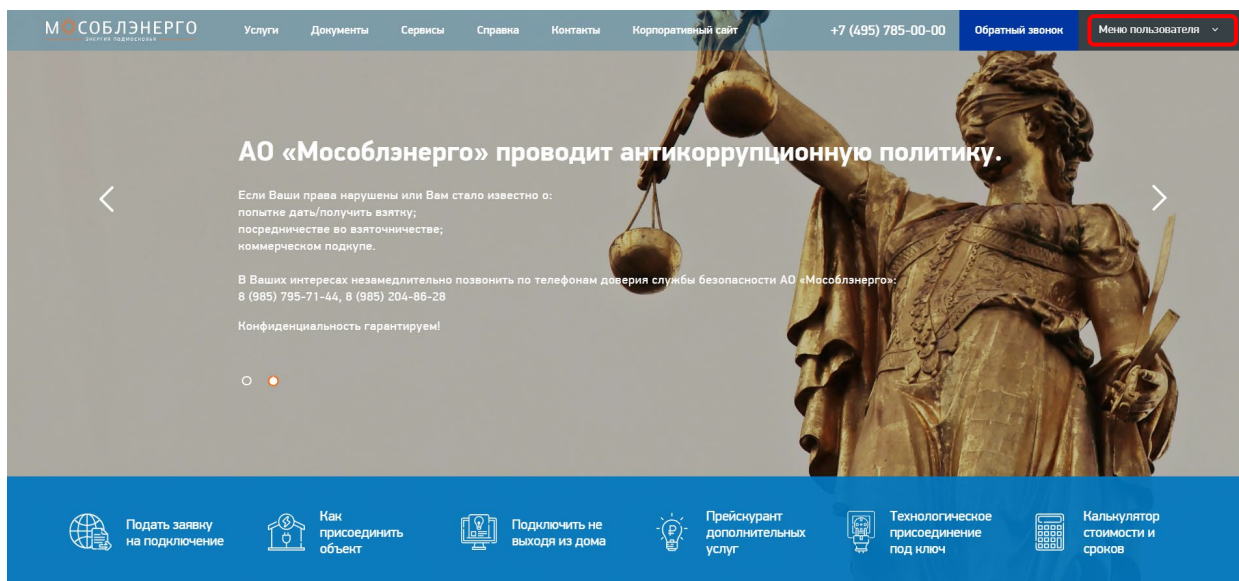 МОСОБЛЭНЕРГО
ЭНЕРГИЯ ПОДМОСКОВЬЯ
Услуги Документы Сервисы Справка Контакты Корпоративный сайт +7 (495) 785-00-00 Обратный звонок Меню пользователя
АО «Мособлэнерго» проводит антикоррупционную политику.
Если Ваши права нарушены или Вам стало известно о:
попытке дать/получить взятку;
посредничестве во взяточничестве;
коммерческом подкупе.
В Ваших интересах незамедлительно позвонить по телефонам доверия службы безопасности АО «Мособлэнерго»:
8 (985) 795-71-44, 8 (985) 204-86-28
Конфиденциальность гарантируем!
Подать заявку
на подключение
Как
присоединить
объект
Подключить не
выходя из дома
Прейскурант
дополнительных
услуг
Технологическое
присоединение
под ключ
Калькулятор
стоимости и
сроков